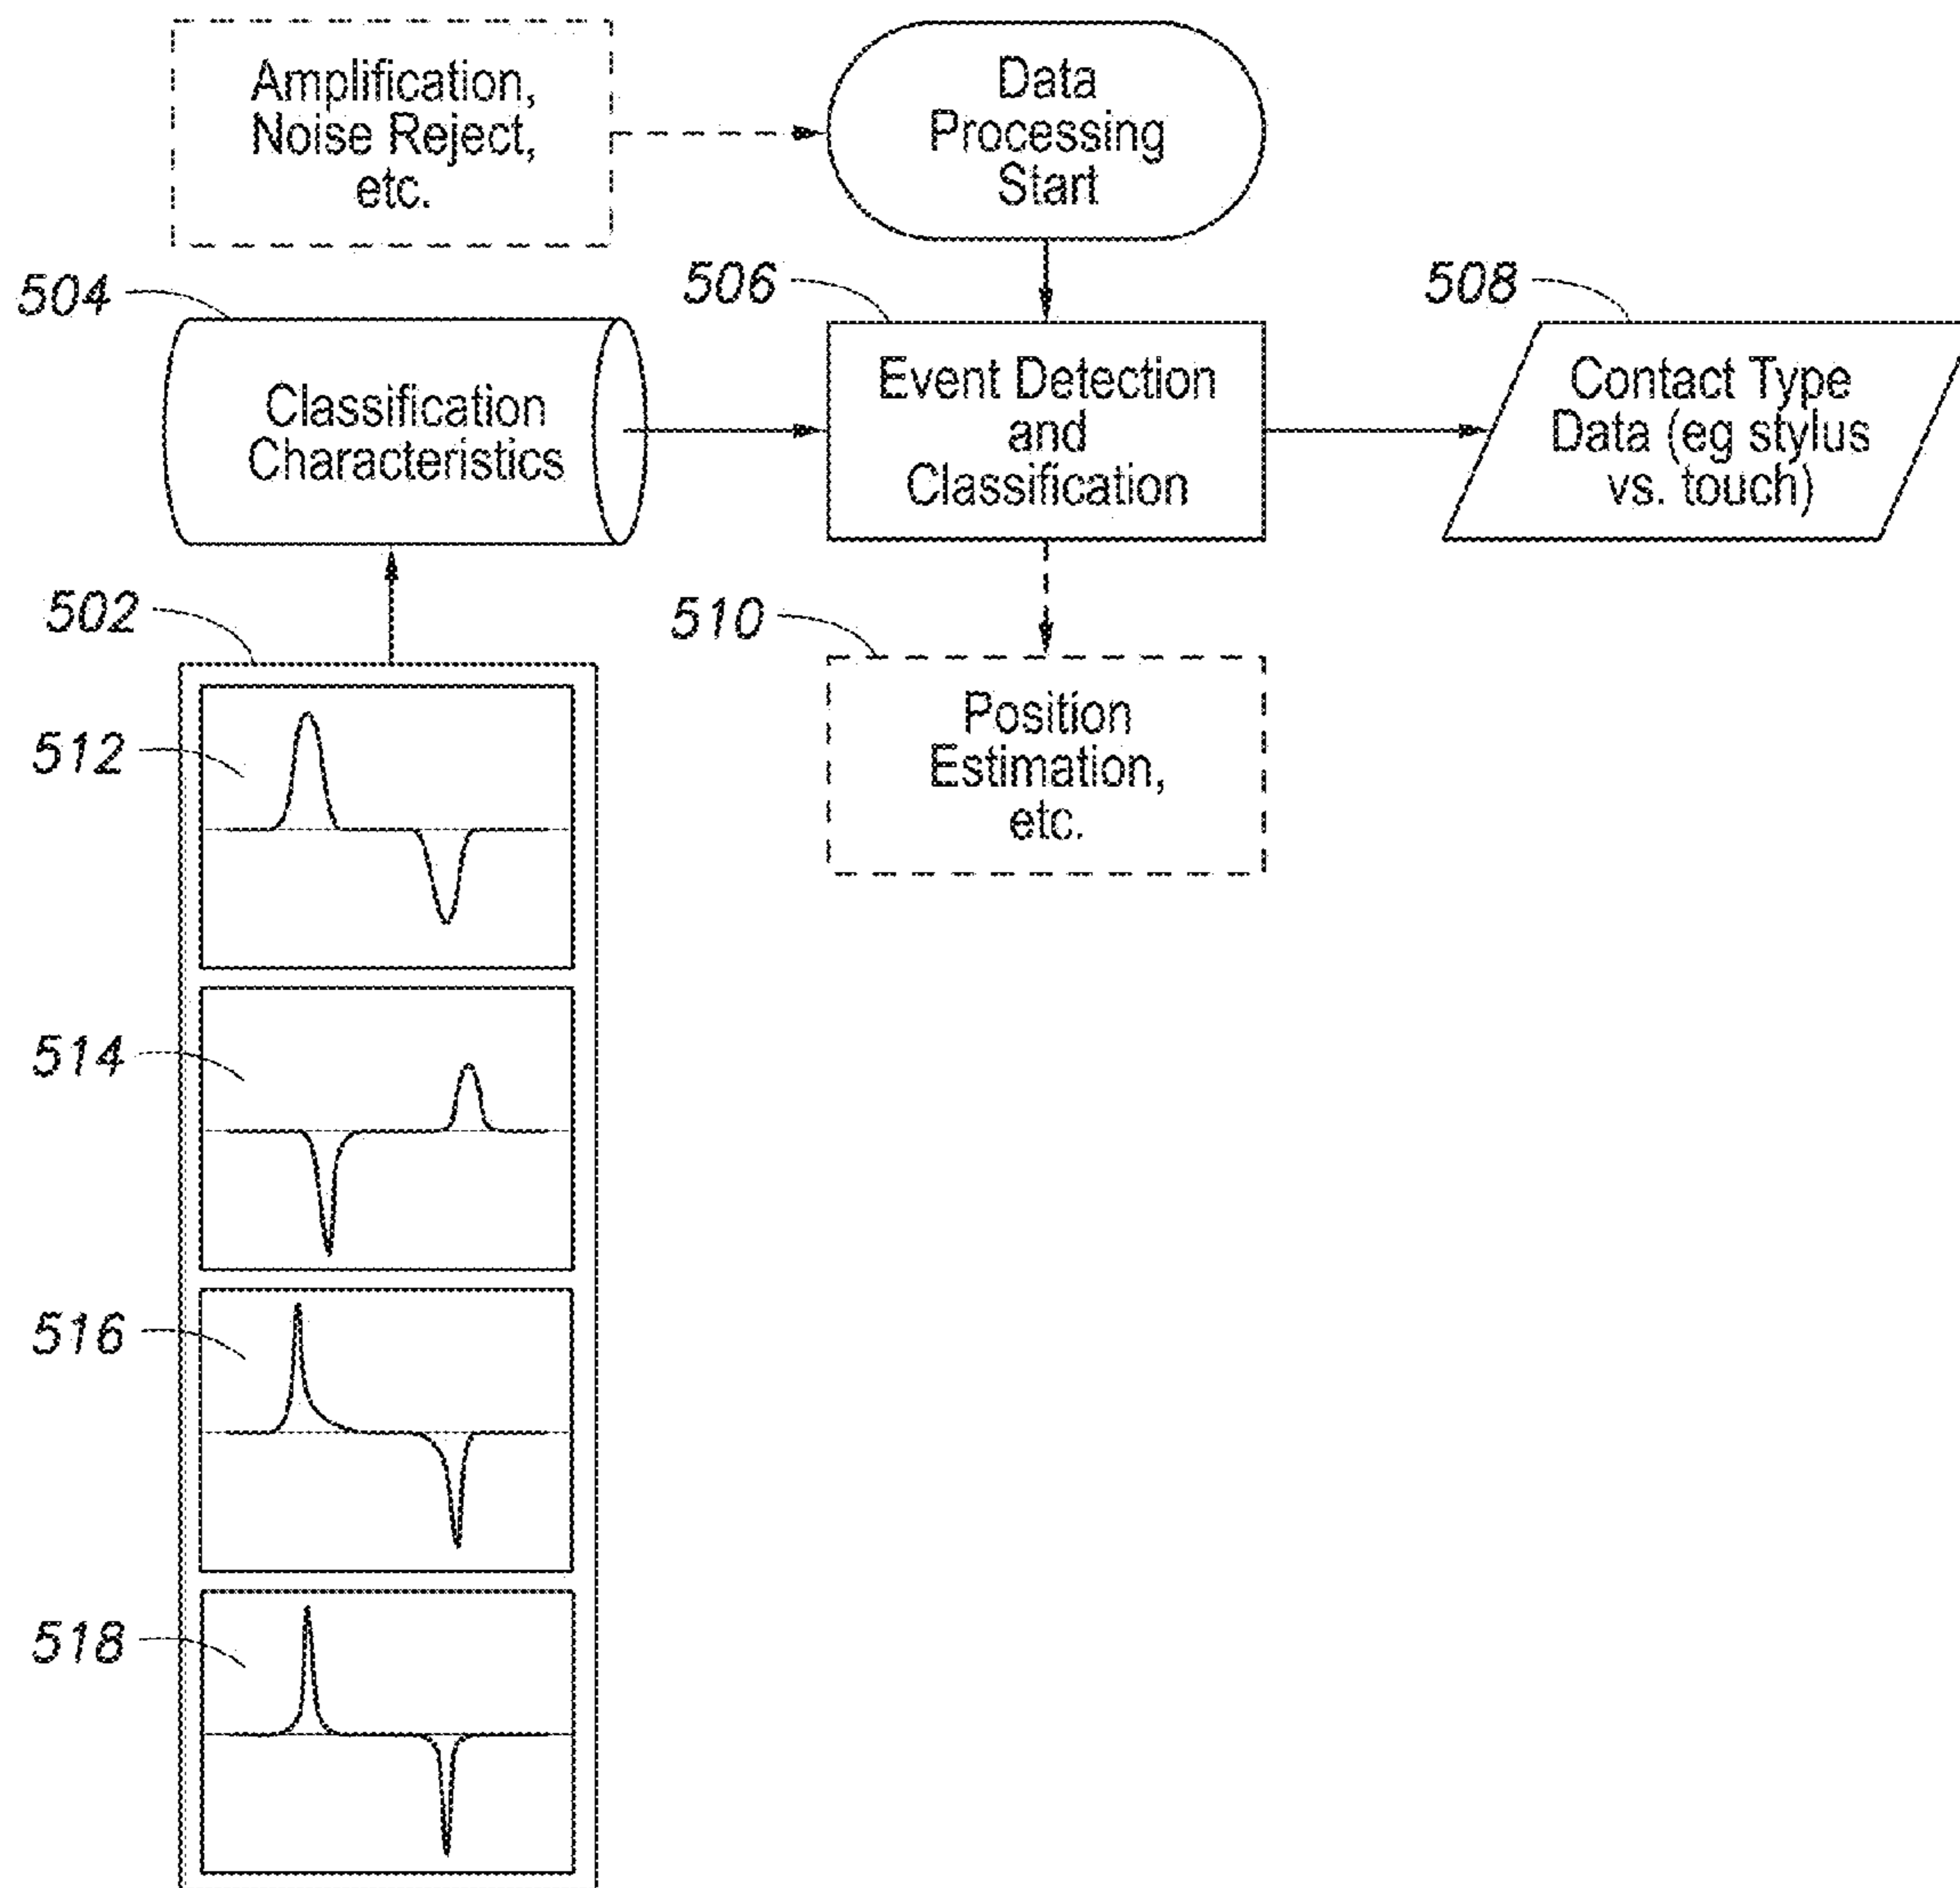 Amplification,
Noise Reject,
etc.
Data
Processing
Start
504
506
508
Classification
Characteristics
Event Detection
and
Classification
Contact Type
Data (eg stylus
vs. touch)
502
510
Position
Estimation,
etc.
512
514
516
518